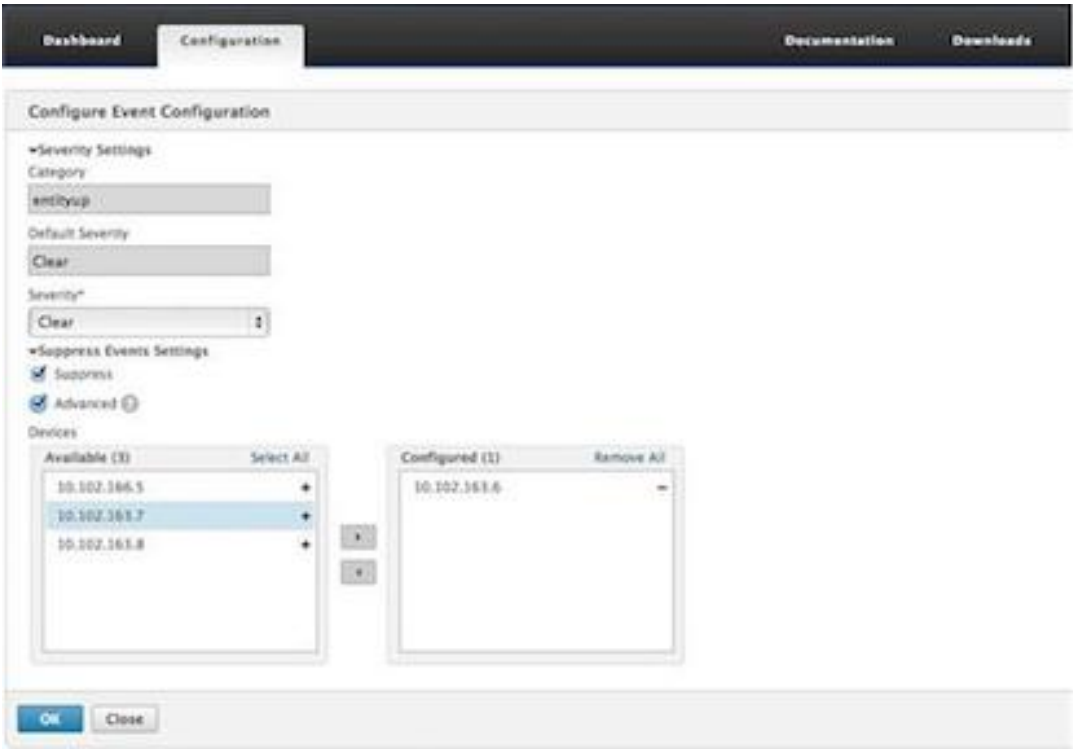 Dashboard Configuration Documentation Downloads
Configure Event Configuration
Severity Settings
Category
entityup
Default Severity
Clear
Severity*
Clear
Suppress Events Settings
Suppress
Advanced
Devices
Available (3) Select All Configured (1) Remove All
10.102.166.5 + 10.102.163.6 −
10.102.163.7 +
10.102.163.8 +
OK Close